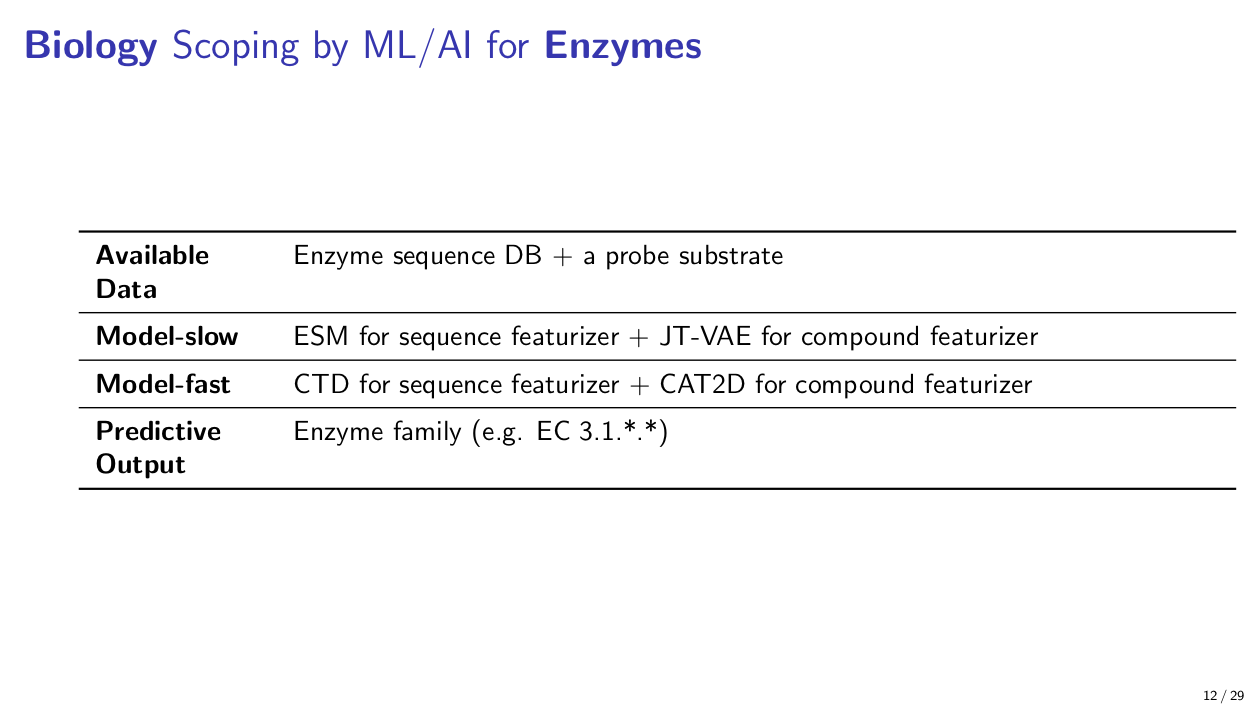 Biology Scoping by ML/AI for Enzymes
Available Enzyme sequence DB + a probe substrate
Data
Model-slow ESM for sequence featurizer + JT-VAE for compound featurizer
Model-fast CTD for sequence featurizer + CAT2D for compound featurizer
Predictive Enzyme family (e.g. EC 3.1.*.*)
Output
12 / 29